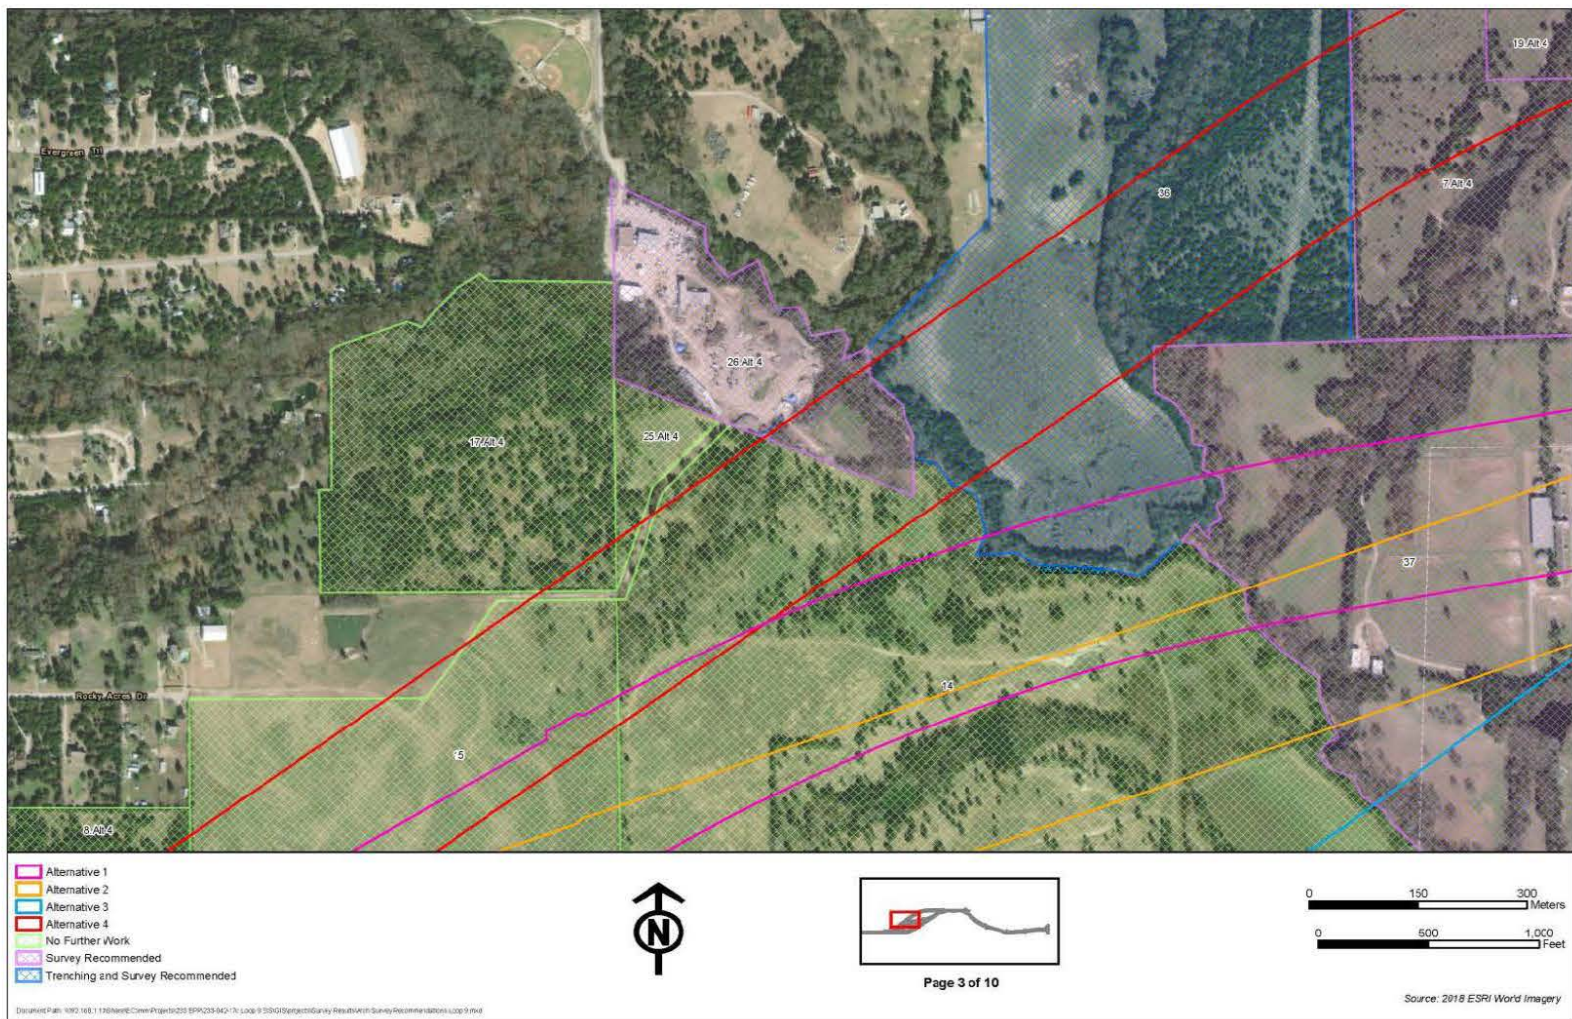 19.Alt 4
Evergreen Trl
36
7.Alt 4
26.Alt 4
17.Alt 4
25.Alt 4
37
14
Rocky Acres Dr
15
8.Alt 4
Alternative 1
Alternative 2
Alternative 3
Alternative 4
No Further Work
Survey Recommended
Trenching and Survey Recommended
N
Page 3 of 10
0 150 300
Meters
0 500 1,000
Feet
Source: 2018 ESRI World Imagery
Document Path: